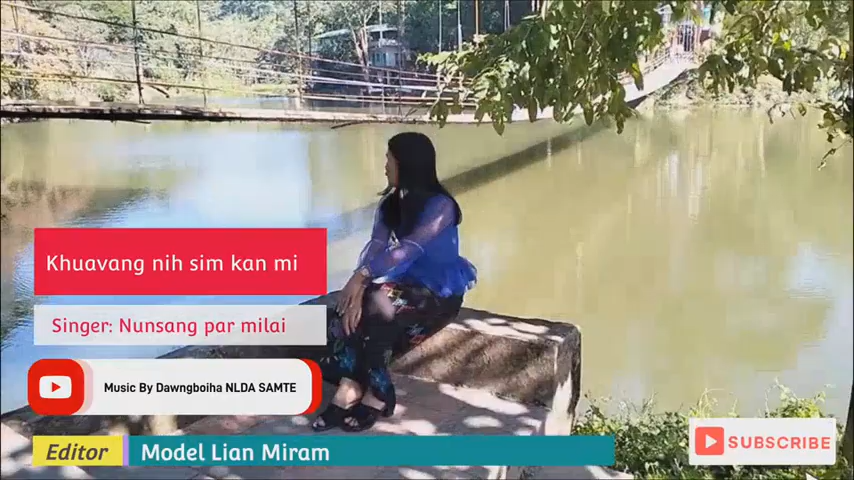 Khuavang nih sim kan mi
Singer: Nunsang par milai
Music By Dawngboiha NLDA SAMTE
Editor
Model Lian Miram
SUBSCRIBE